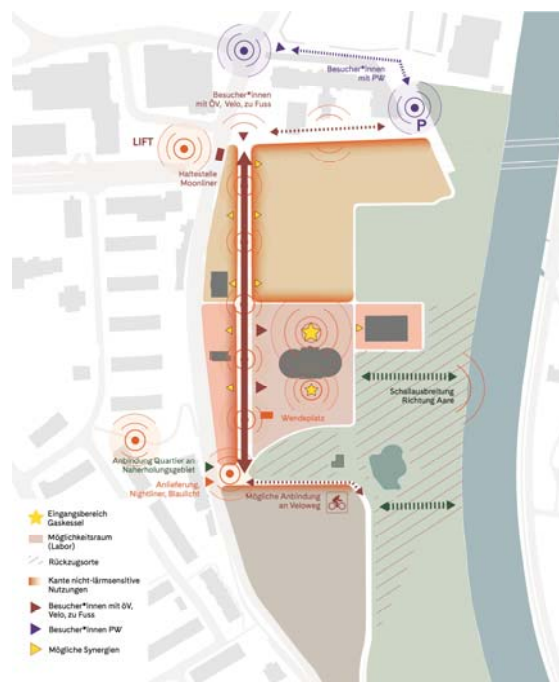 Besucher*innen
mit PW
Besucher*innen
mit ÖV, Velo, zu Fuss
P
LIFT
Haltestelle
Moonliner
Schallausbreitung
Richtung Aare
Wendeplatz
Anbindung Quartier an
Naherholungsgebiet
Anlieferung,
Nightliner, Blaulicht
Mögliche Anbindung
an Veloweg
Eingangsbereich
Gaskessel
Möglichkeitsraum
(Labor)
Rückzugsorte
Kante nicht-lärmsensitive
Nutzungen
Besucher*innen mit öV,
Velo, zu Fuss
Besucher*innen PW
Mögliche Synergien